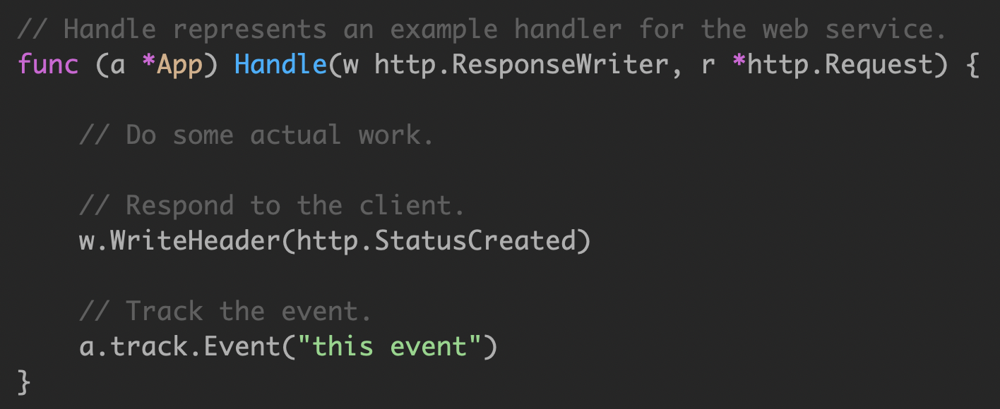 // Handle represents an example handler for the web service.
func (a *App) Handle(w http.ResponseWriter, r *http.Request) {
// Do some actual work.
// Respond to the client.
w.WriteHeader(http.StatusCreated)
// Track the event.
a.track.Event("this event")
}